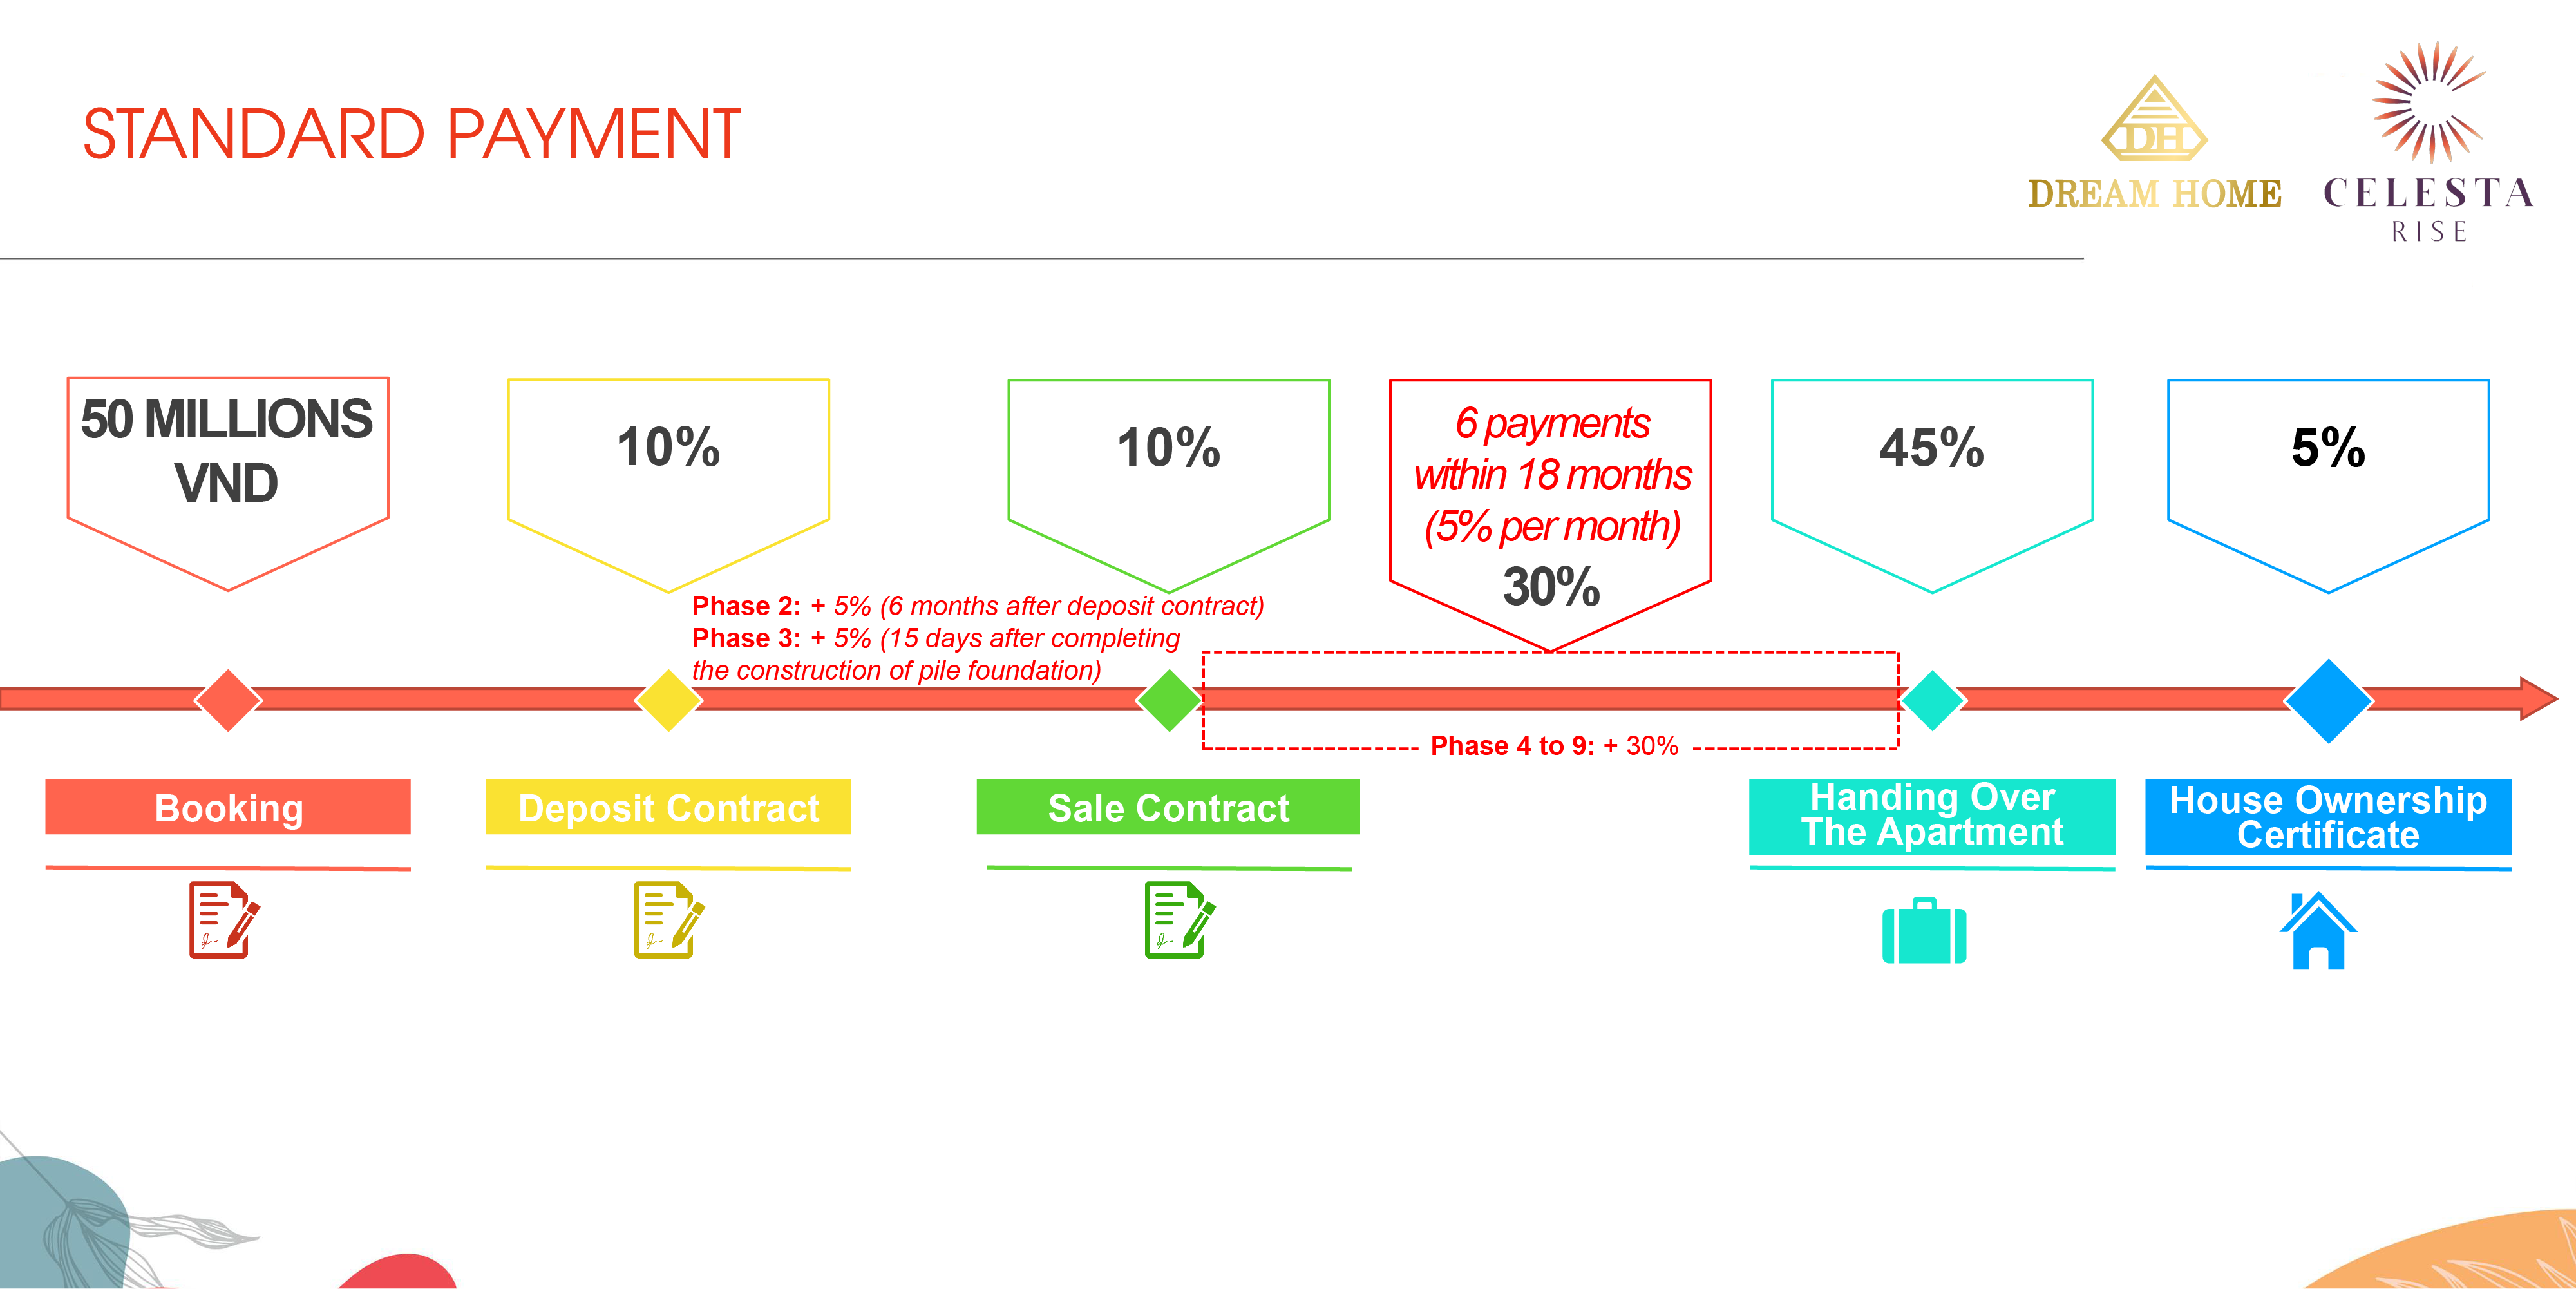 STANDARD PAYMENT
DH
DREAM HOME
CELESTA
RISE
50 MILLIONS
VND
10%
10%
6 payments
within 18 months
(5% per month)
30%
45%
5%
Phase 2: + 5% (6 months after deposit contract)
Phase 3: + 5% (15 days after completing
the construction of pile foundation)
Phase 4 to 9: + 30%
Booking
Deposit Contract
Sale Contract
Handing Over
The Apartment
House Ownership
Certificate